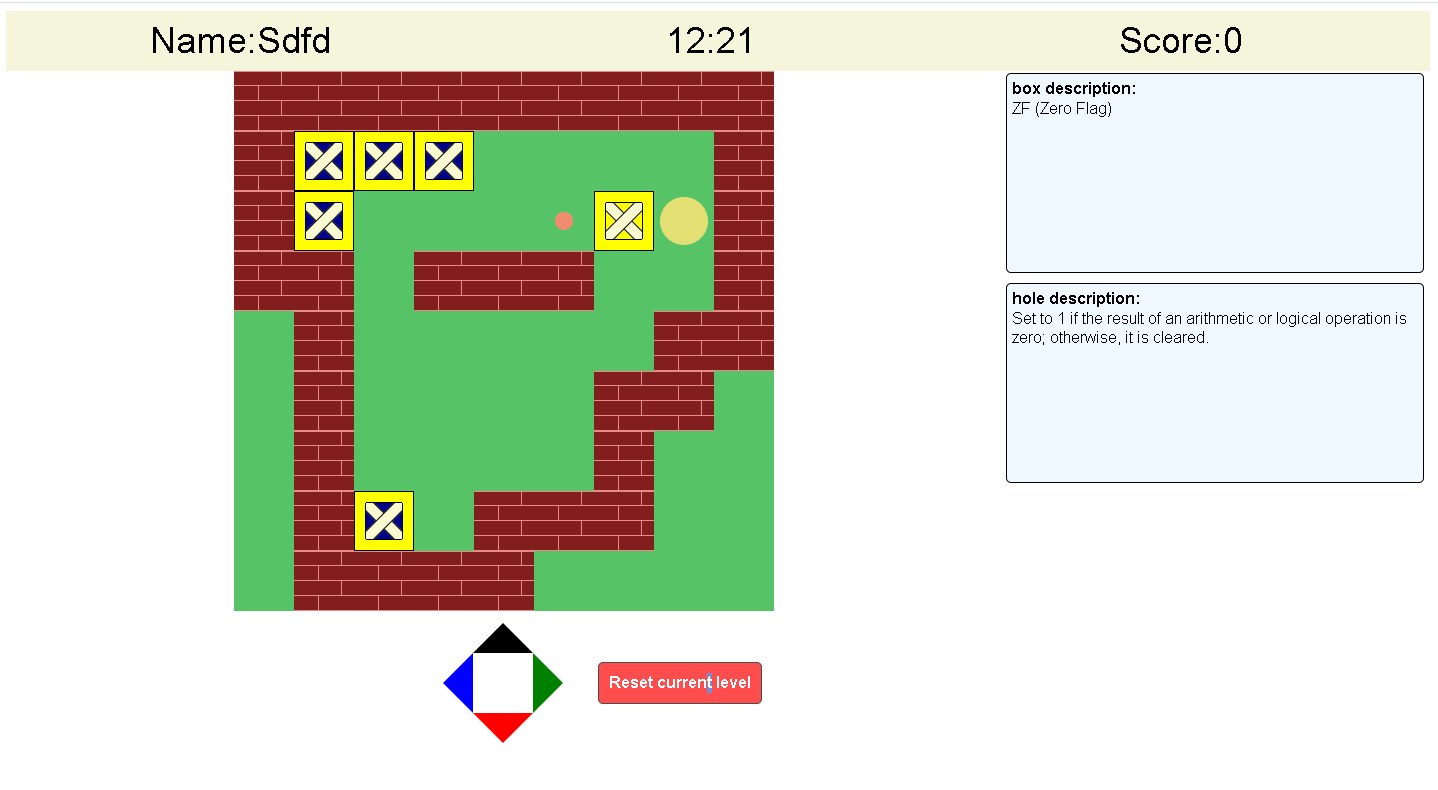 Name:Sdfd 12:21 Score:0
box description:
ZF (Zero Flag)
hole description:
Set to 1 if the result of an arithmetic or logical operation is
zero; otherwise, it is cleared.
Reset current level